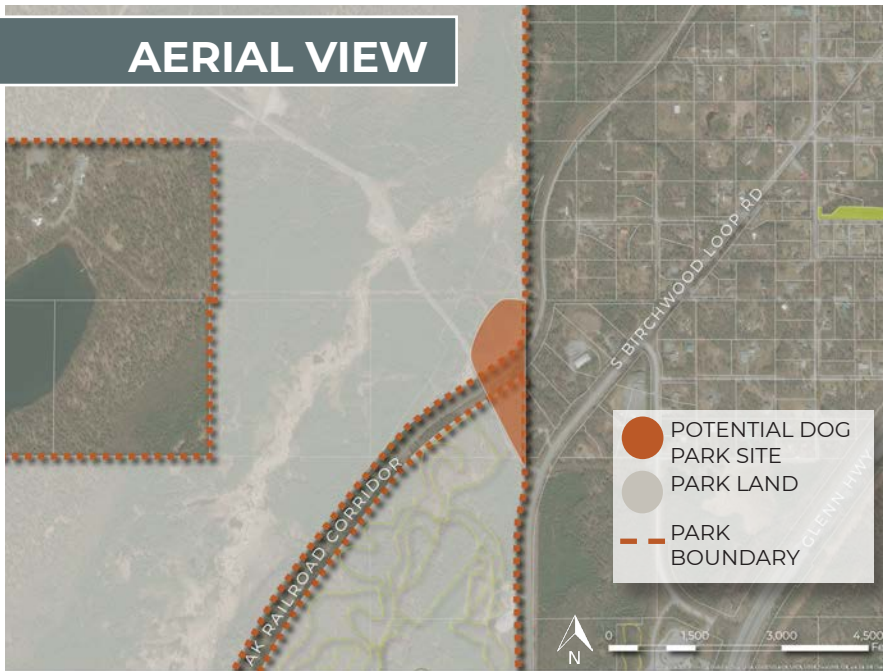 AERIAL VIEW
S BIRCHWOOD LOOP RD
POTENTIAL DOG
PARK SITE
PARK LAND
PARK
BOUNDARY
GLENN HWY
AK RAILROAD CORRIDOR
N
0 1,500 3,000 4,500
Fe